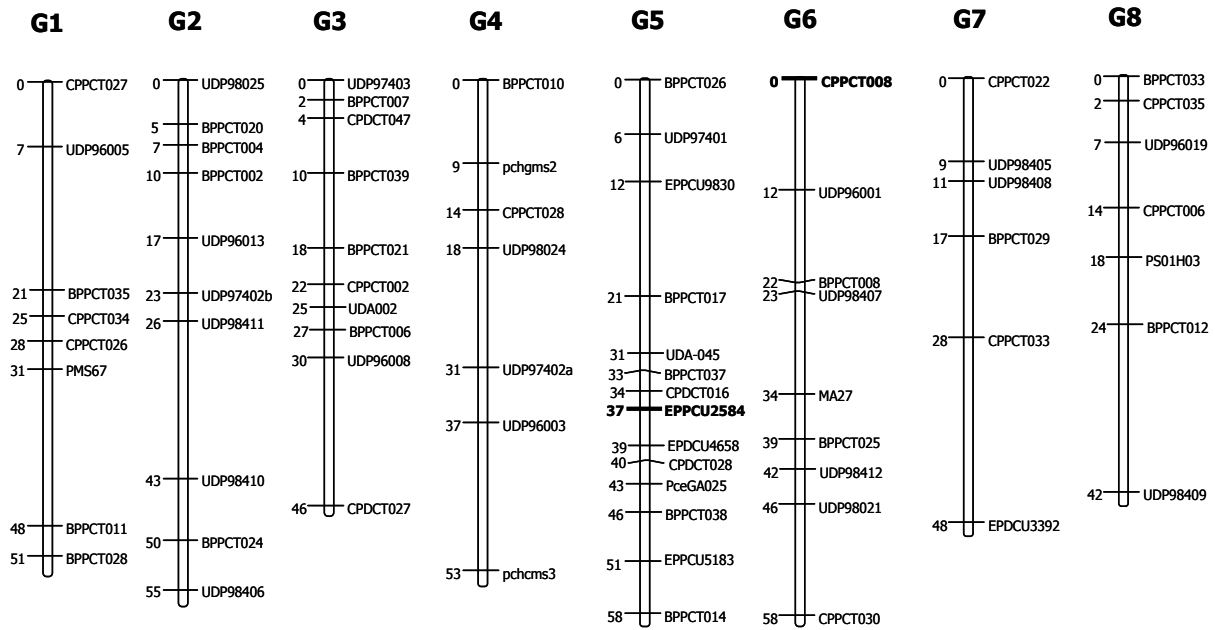 G1
0 CPPCT027
7 UDP96005
21 BPPCT035
25 CPPCT034
28 CPPCT026
31 PMS67
48 BPPCT011
51 BPPCT028
G2
0 UDP98025
5 BPPCT020
7 BPPCT004
10 BPPCT002
17 UDP96013
23 UDP97402b
26 UDP98411
43 UDP98410
50 BPPCT024
55 UDP98406
G3
0 UDP97403
2 BPPCT007
4 CPDCT047
10 BPPCT039
18 BPPCT021
22 CPPCT002
25 UDA002
27 BPPCT006
30 UDP96008
46 CPDCT027
G4
0 BPPCT010
9 pchgms2
14 CPPCT028
18 UDP98024
31 UDP97402a
37 UDP96003
53 pchcms3
G5
0 BPPCT026
6 UDP97401
12 EPPCU9830
21 BPPCT017
31 UDA-045
33 BPPCT037
34 CPDCT016
37 EPPCU2584
39 EPDCU4658
40 CPDCT028
43 PceGA025
46 BPPCT038
51 EPPCU5183
58 BPPCT014
G6
0 CPPCT008
12 UDP96001
22 BPPCT008
23 UDP98407
34 MA27
39 BPPCT025
42 UDP98412
46 UDP98021
58 CPPCT030
G7
0 CPPCT022
9 UDP98405
11 UDP98408
17 BPPCT029
28 CPPCT033
48 EPDCU3392
G8
0 BPPCT033
2 CPPCT035
7 UDP96019
14 CPPCT006
18 PS01H03
24 BPPCT012
42 UDP98409